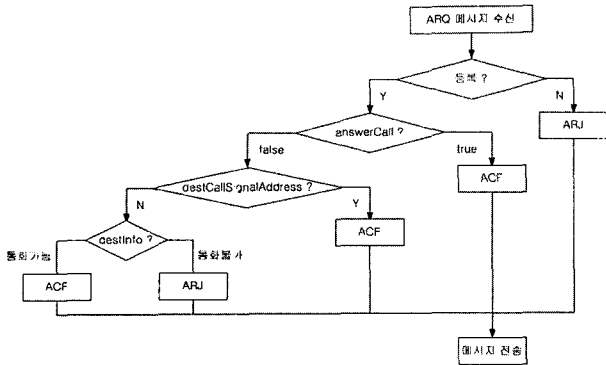 ARQ 메시지 수신
등록 ?
Y
N
answerCall ?
ARJ
false
true
destCallSignalAddress ?
ACF
N
Y
destInfo ?
ACF
통화가능
통화불가
ACF
ARJ
메시지 전송